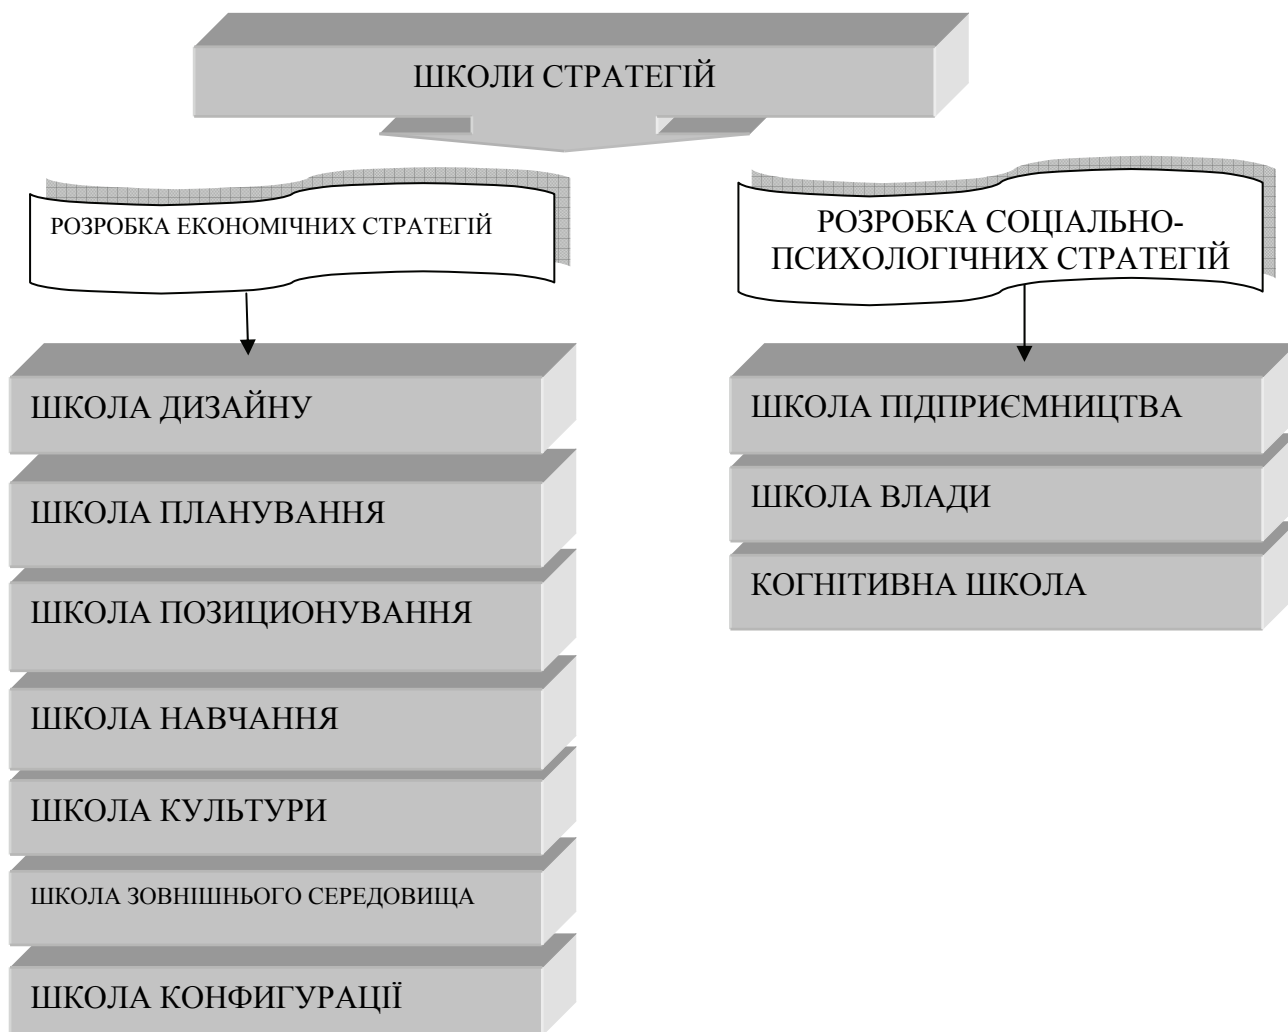 ШКОЛИ СТРАТЕГІЙ
РОЗРОБКА ЕКОНОМІЧНИХ СТРАТЕГІЙ
РОЗРОБКА СОЦІАЛЬНО-
ПСИХОЛОГІЧНИХ СТРАТЕГІЙ
ШКОЛА ДИЗАЙНУ
ШКОЛА ПЛАНУВАННЯ
ШКОЛА ПОЗИЦИОНУВАННЯ
ШКОЛА НАВЧАННЯ
ШКОЛА КУЛЬТУРИ
ШКОЛА ЗОВНІШНЬОГО СЕРЕДОВИЩА
ШКОЛА КОНФИГУРАЦІЇ
ШКОЛА ПІДПРИЄМНИЦТВА
ШКОЛА ВЛАДИ
КОГНІТИВНА ШКОЛА